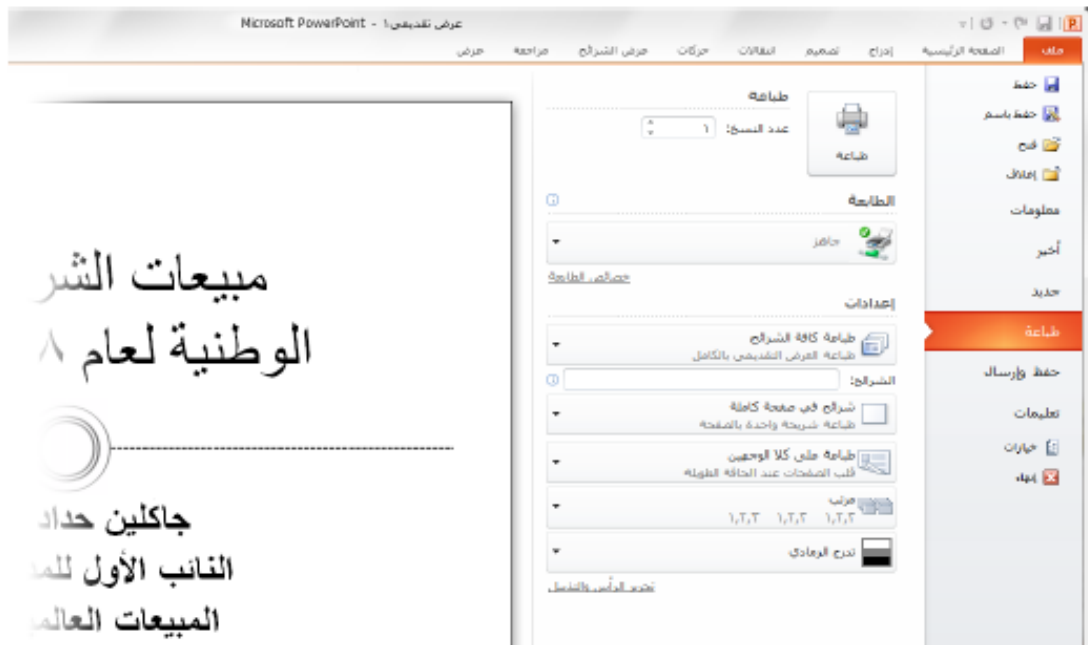 عرض تقديمي١ - Microsoft PowerPoint
ملف الصفحة الرئيسية إدراج تصميم انتقالات حركات عرض الشرائح مراجعة عرض
حفظ
حفظ باسم
فتح
إغلاق
معلومات
أخير
جديد
طباعة
حفظ وإرسال
تعليمات
خيارات
إنهاء
طباعة
طباعة
عدد النسخ: ١
الطابعة
جاهز
خصائص الطابعة
إعدادات
طباعة كافة الشرائح
طباعة العرض التقديمي بالكامل
الشرائح:
شرائح في صفحة كاملة
طباعة شريحة واحدة بالصفحة
طباعة على كلا الوجهين
قلب الصفحات عند الحافة الطويلة
مرتب
١,٢,٣ ١,٢,٣ ١,٢,٣
تدرج الرمادي
تحرير الرأس والتذييل
مبيعات الشر
الوطنية لعام ٨
جاكلين حداد
النائب الأول للمد
المبيعات العالم